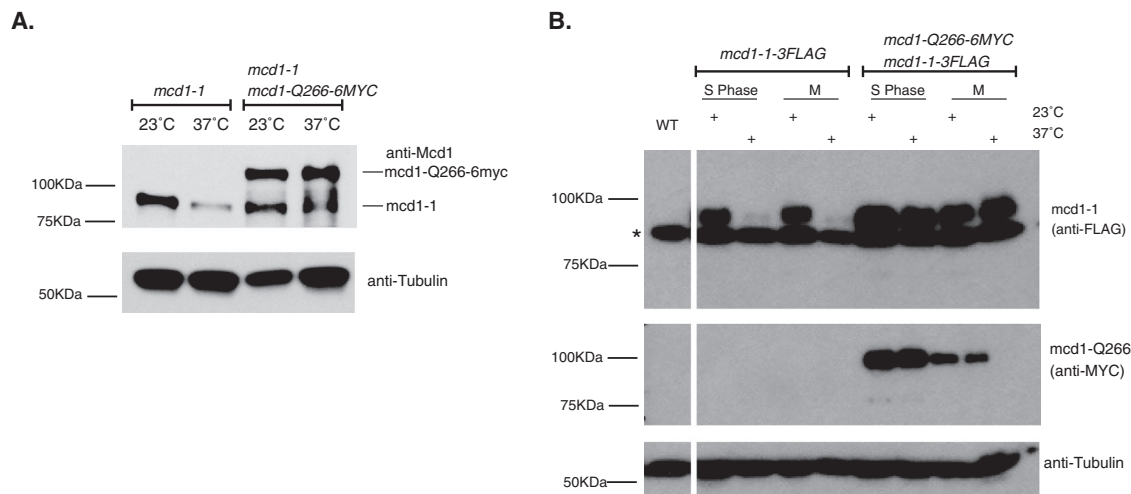 A.
mcd1-1
mcd1-1
mcd1-Q266-6MYC
23˚C 37˚C 23˚C 37˚C
anti-Mcd1
mcd1-Q266-6myc
mcd1-1
100KDa
75KDa
50KDa
anti-Tubulin
B.
mcd1-1-3FLAG
mcd1-Q266-6MYC
mcd1-1-3FLAG
S Phase M S Phase M
WT
+ + + + 23˚C
+ + + + 37˚C
100KDa
*
75KDa
mcd1-1
(anti-FLAG)
100KDa
75KDa
mcd1-Q266
(anti-MYC)
50KDa
anti-Tubulin